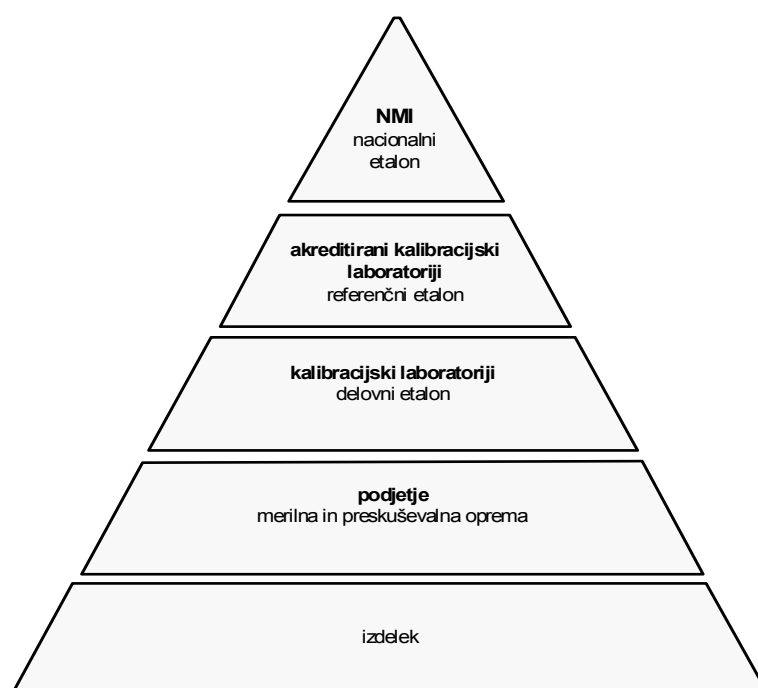 NMI
nacionalni
etalon
akreditirani kalibracijski
laboratoriji
referenčni etalon
kalibracijski laboratoriji
delovni etalon
podjetje
merilna in preskuševalna oprema
izdelek